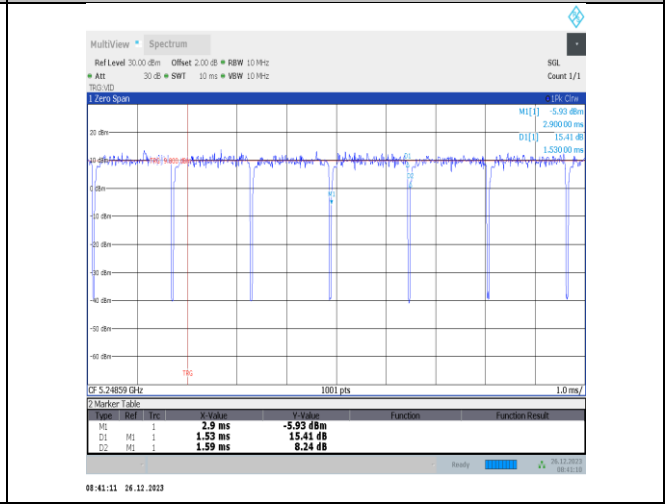 MultiView Spectrum
Ref Level 30.00 dBm Offset 2.00 dB RBW 10 MHz SGL
Att 30 dB SWT 10 ms VBW 10 MHz Count 1/1
TRG:VID
1 Zero Span 1Pk Clrw
M1[1] -5.93 dBm
2.900 00 ms
20 dBm D1[1] 15.41 dB
1.530 00 ms
10 dBm
D1
D2
0 dBm
M1
-10 dBm
-20 dBm
-30 dBm
-40 dBm
-50 dBm
-60 dBm
TRG
CF 5.24859 GHz 1001 pts 1.0 ms/
2 Marker Table
Type Ref Trc X-Value Y-Value Function Function Result
M1 1 2.9 ms -5.93 dBm
D1 M1 1 1.53 ms 15.41 dB
D2 M1 1 1.59 ms 8.24 dB
Ready 26.12.2023
08:41:10
08:41:11 26.12.2023